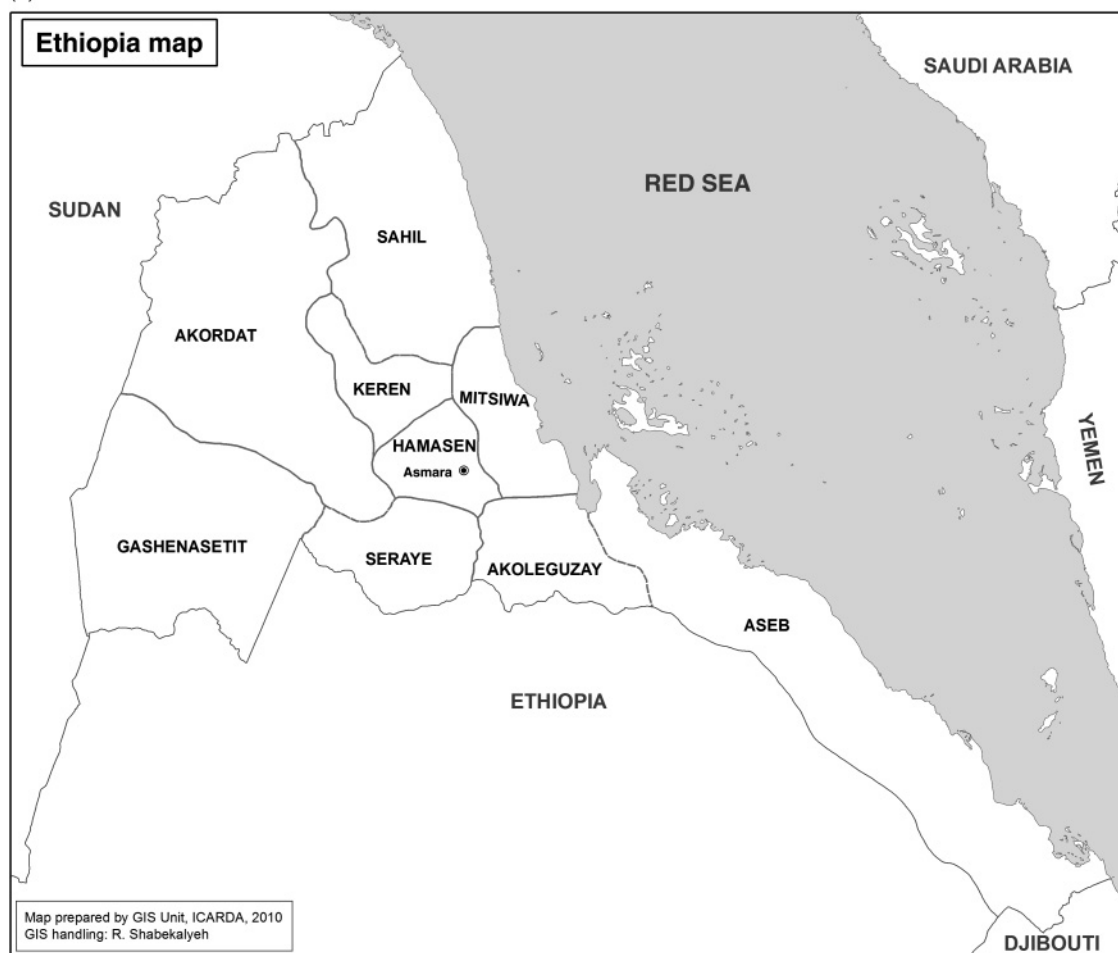 Ethiopia map
SAUDI ARABIA
RED SEA
SUDAN
SAHIL
AKORDAT
KEREN
MITSIWA
YEMEN
HAMASEN
Asmara
GASHENASETIT
SERAYE
AKOLEGUZAY
ASEB
ETHIOPIA
Map prepared by GIS Unit, ICARDA, 2010
GIS handling: R. Shabekalyeh
DJIBOUTI